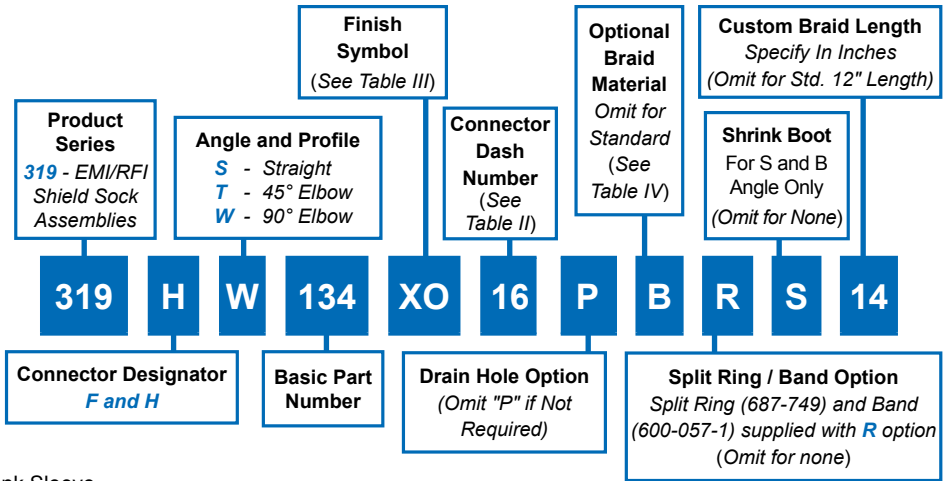 Finish
Symbol
(See Table III)
Optional
Braid
Material
Omit for
Standard
(See
Table IV)
Custom Braid Length
Specify In Inches
(Omit for Std. 12" Length)
Product
Series
319 - EMI/RFI
Shield Sock
Assemblies
Angle and Profile
S - Straight
T - 45° Elbow
W - 90° Elbow
Connector
Dash
Number
(See
Table II)
Shrink Boot
For S and B
Angle Only
(Omit for None)
319 H W 134 XO 16 P B R S 14
Connector Designator
F and H
Basic Part
Number
Drain Hole Option
(Omit "P" if Not
Required)
Split Ring / Band Option
Split Ring (687-749) and Band
(600-057-1) supplied with R option
(Omit for none)
Sleeve